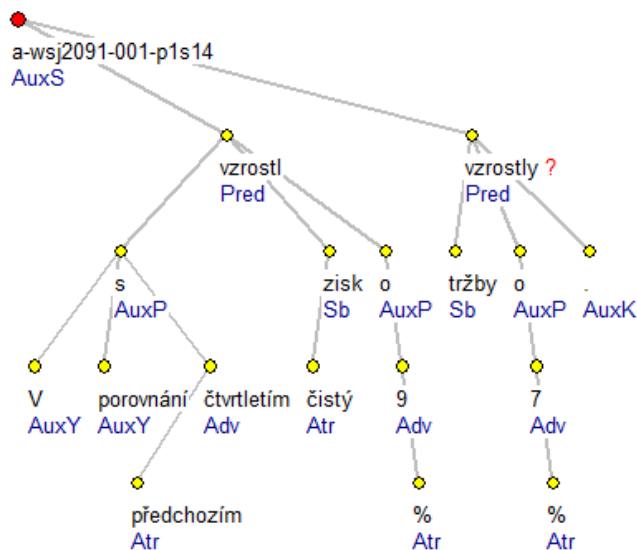 a-wsj2091-001-p1s14
AuxS
vzrostl vzrostly ?
Pred Pred
s zisk o tržby o .
AuxP Sb AuxP Sb AuxP AuxK
V porovnání čtvrtletím čistý 9 7
AuxY AuxY Adv Atr Adv Adv
předchozím % %
Atr Atr Atr